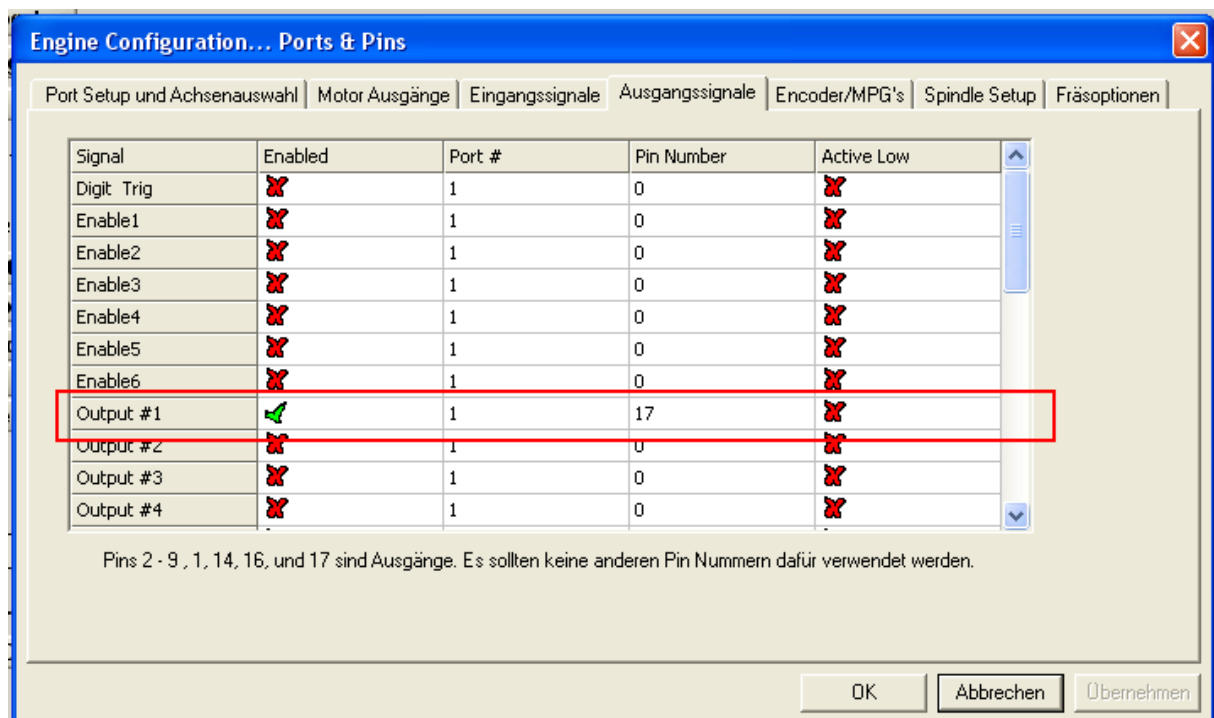 Engine Configuration... Ports & Pins
Port Setup und Achsenauswahl Motor Ausgänge Eingangssignale Ausgangssignale Encoder/MPG's Spindle Setup Fräsoptionen
Signal Enabled Port # Pin Number Active Low
Digit Trig 1 0
Enable1 1 0
Enable2 1 0
Enable3 1 0
Enable4 1 0
Enable5 1 0
Enable6 1 0
Output #1 1 17
Output #2 1 0
Output #3 1 0
Output #4 1 0
Pins 2 - 9 , 1, 14, 16, und 17 sind Ausgänge. Es sollten keine anderen Pin Nummern dafür verwendet werden.
OK Abbrechen Übernehmen